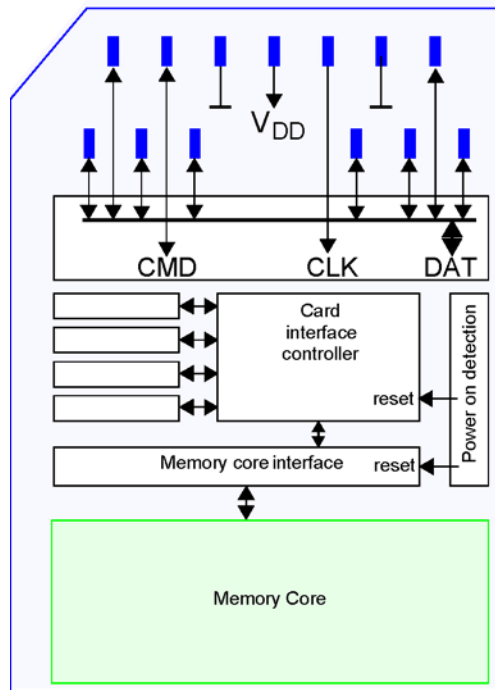 VDD
CMD
CLK
DAT
Card
interface
controller
reset
Power on detection
Memory core interface
reset
Memory Core